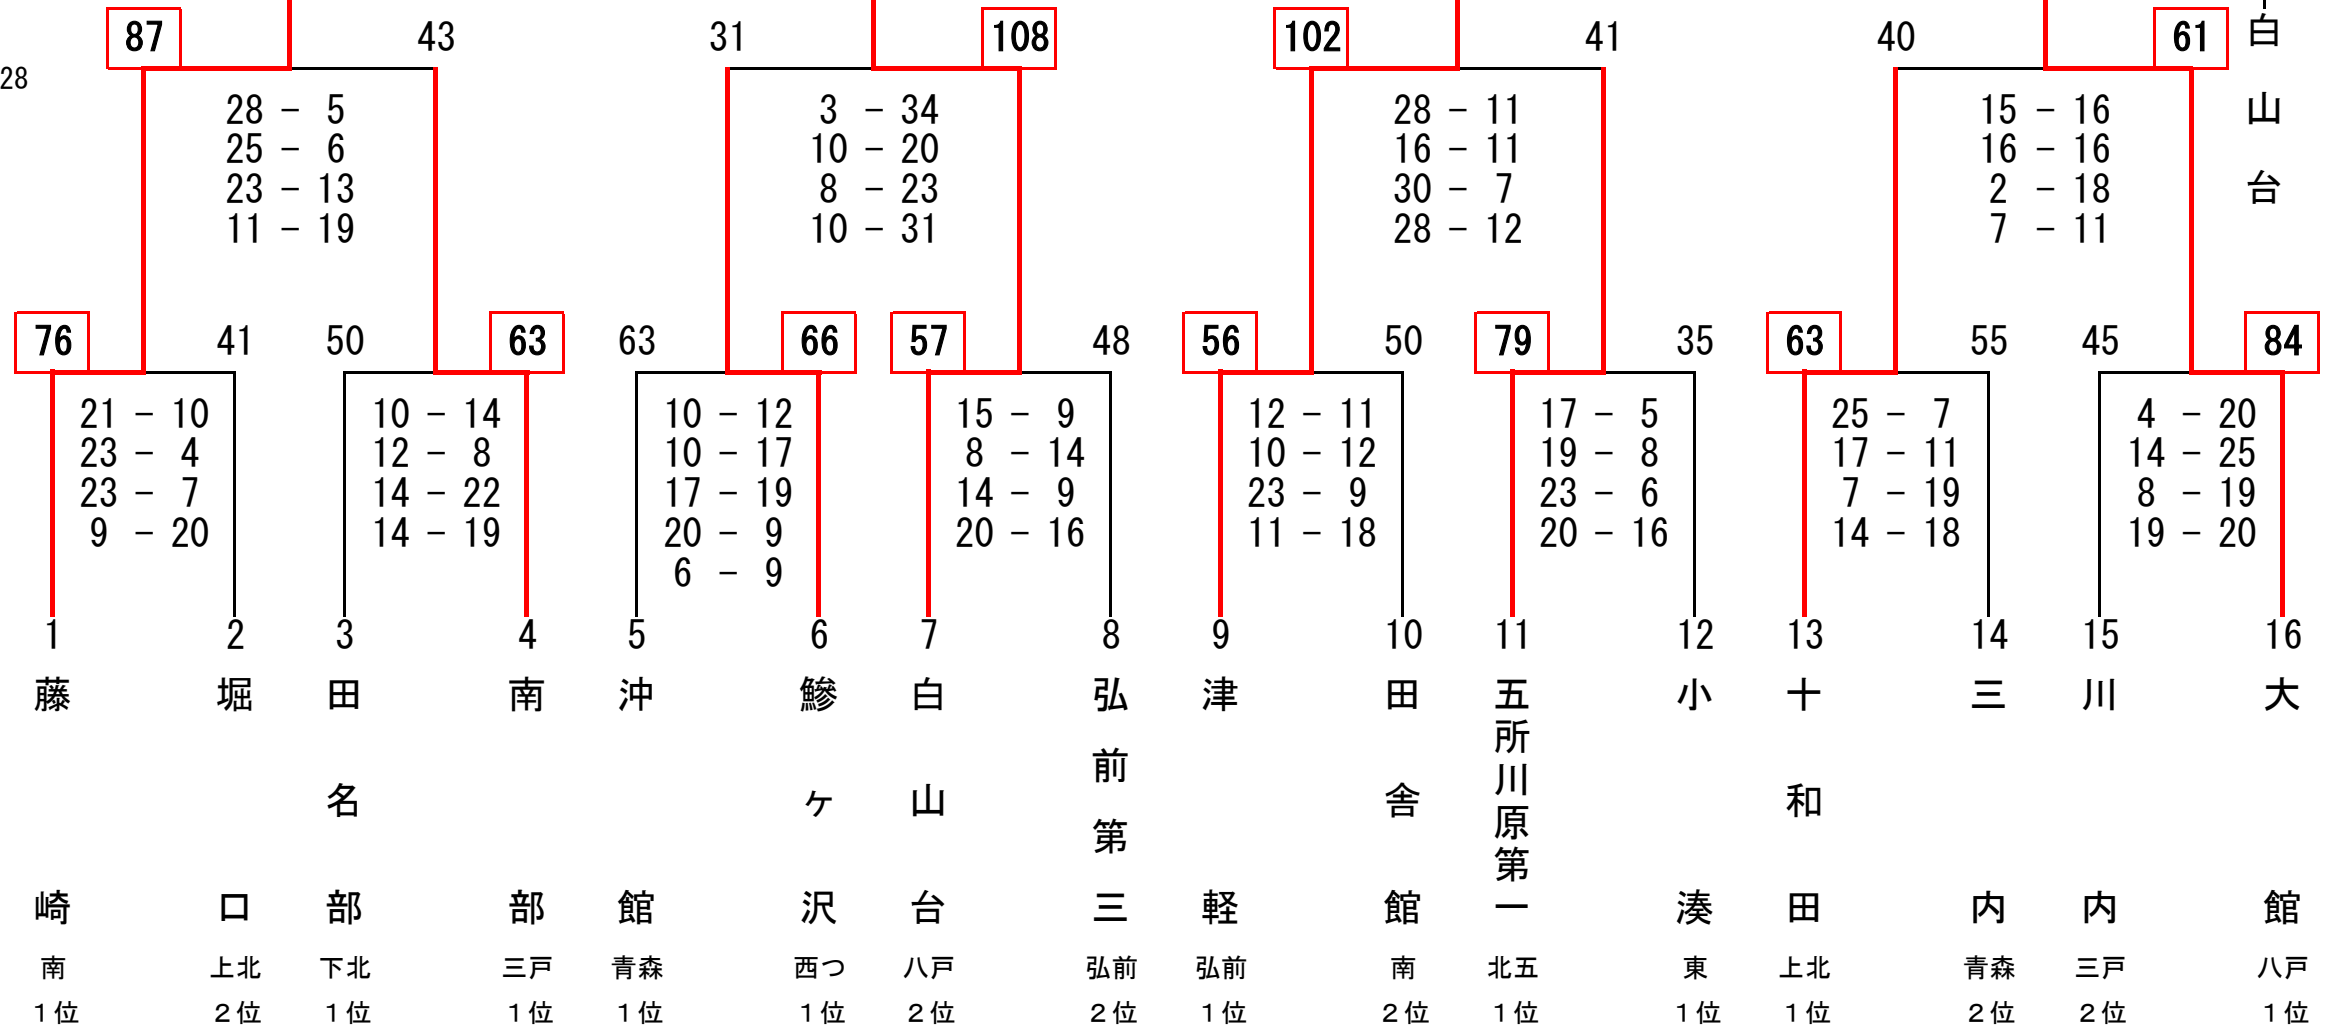 87 43 31 108 102 41 40 61
白山台
28
28 - 5 3 - 34 28 - 11 15 - 16
25 - 6 10 - 20 16 - 11 16 - 16
23 - 13 8 - 23 30 - 7 2 - 18
11 - 19 10 - 31 28 - 12 7 - 11
76 41 50 63 63 66 57 48 56 50 79 35 63 55 45 84
21 - 10 10 - 14 10 - 12 15 - 9 12 - 11 17 - 5 25 - 7 4 - 20
23 - 4 12 - 8 10 - 17 8 - 14 10 - 12 19 - 8 17 - 11 14 - 25
23 - 7 14 - 22 17 - 19 14 - 9 23 - 9 23 - 6 7 - 19 8 - 19
9 - 20 14 - 19 20 - 9 20 - 16 11 - 18 20 - 16 14 - 18 19 - 20
6 - 9
1 2 3 4 5 6 7 8 9 10 11 12 13 14 15 16
藤崎
堀口
田名部
南部
沖館
鰺ヶ沢
白山台
弘前第三
津軽
田舎館
五所川原第一
小湊
十和田
三内
川内
大館
南 上北 下北 三戸 青森 西つ 八戸 弘前 弘前 南 北五 東 上北 青森 三戸 八戸
1位 2位 1位 1位 1位 1位 2位 2位 1位 2位 1位 1位 1位 2位 2位 1位